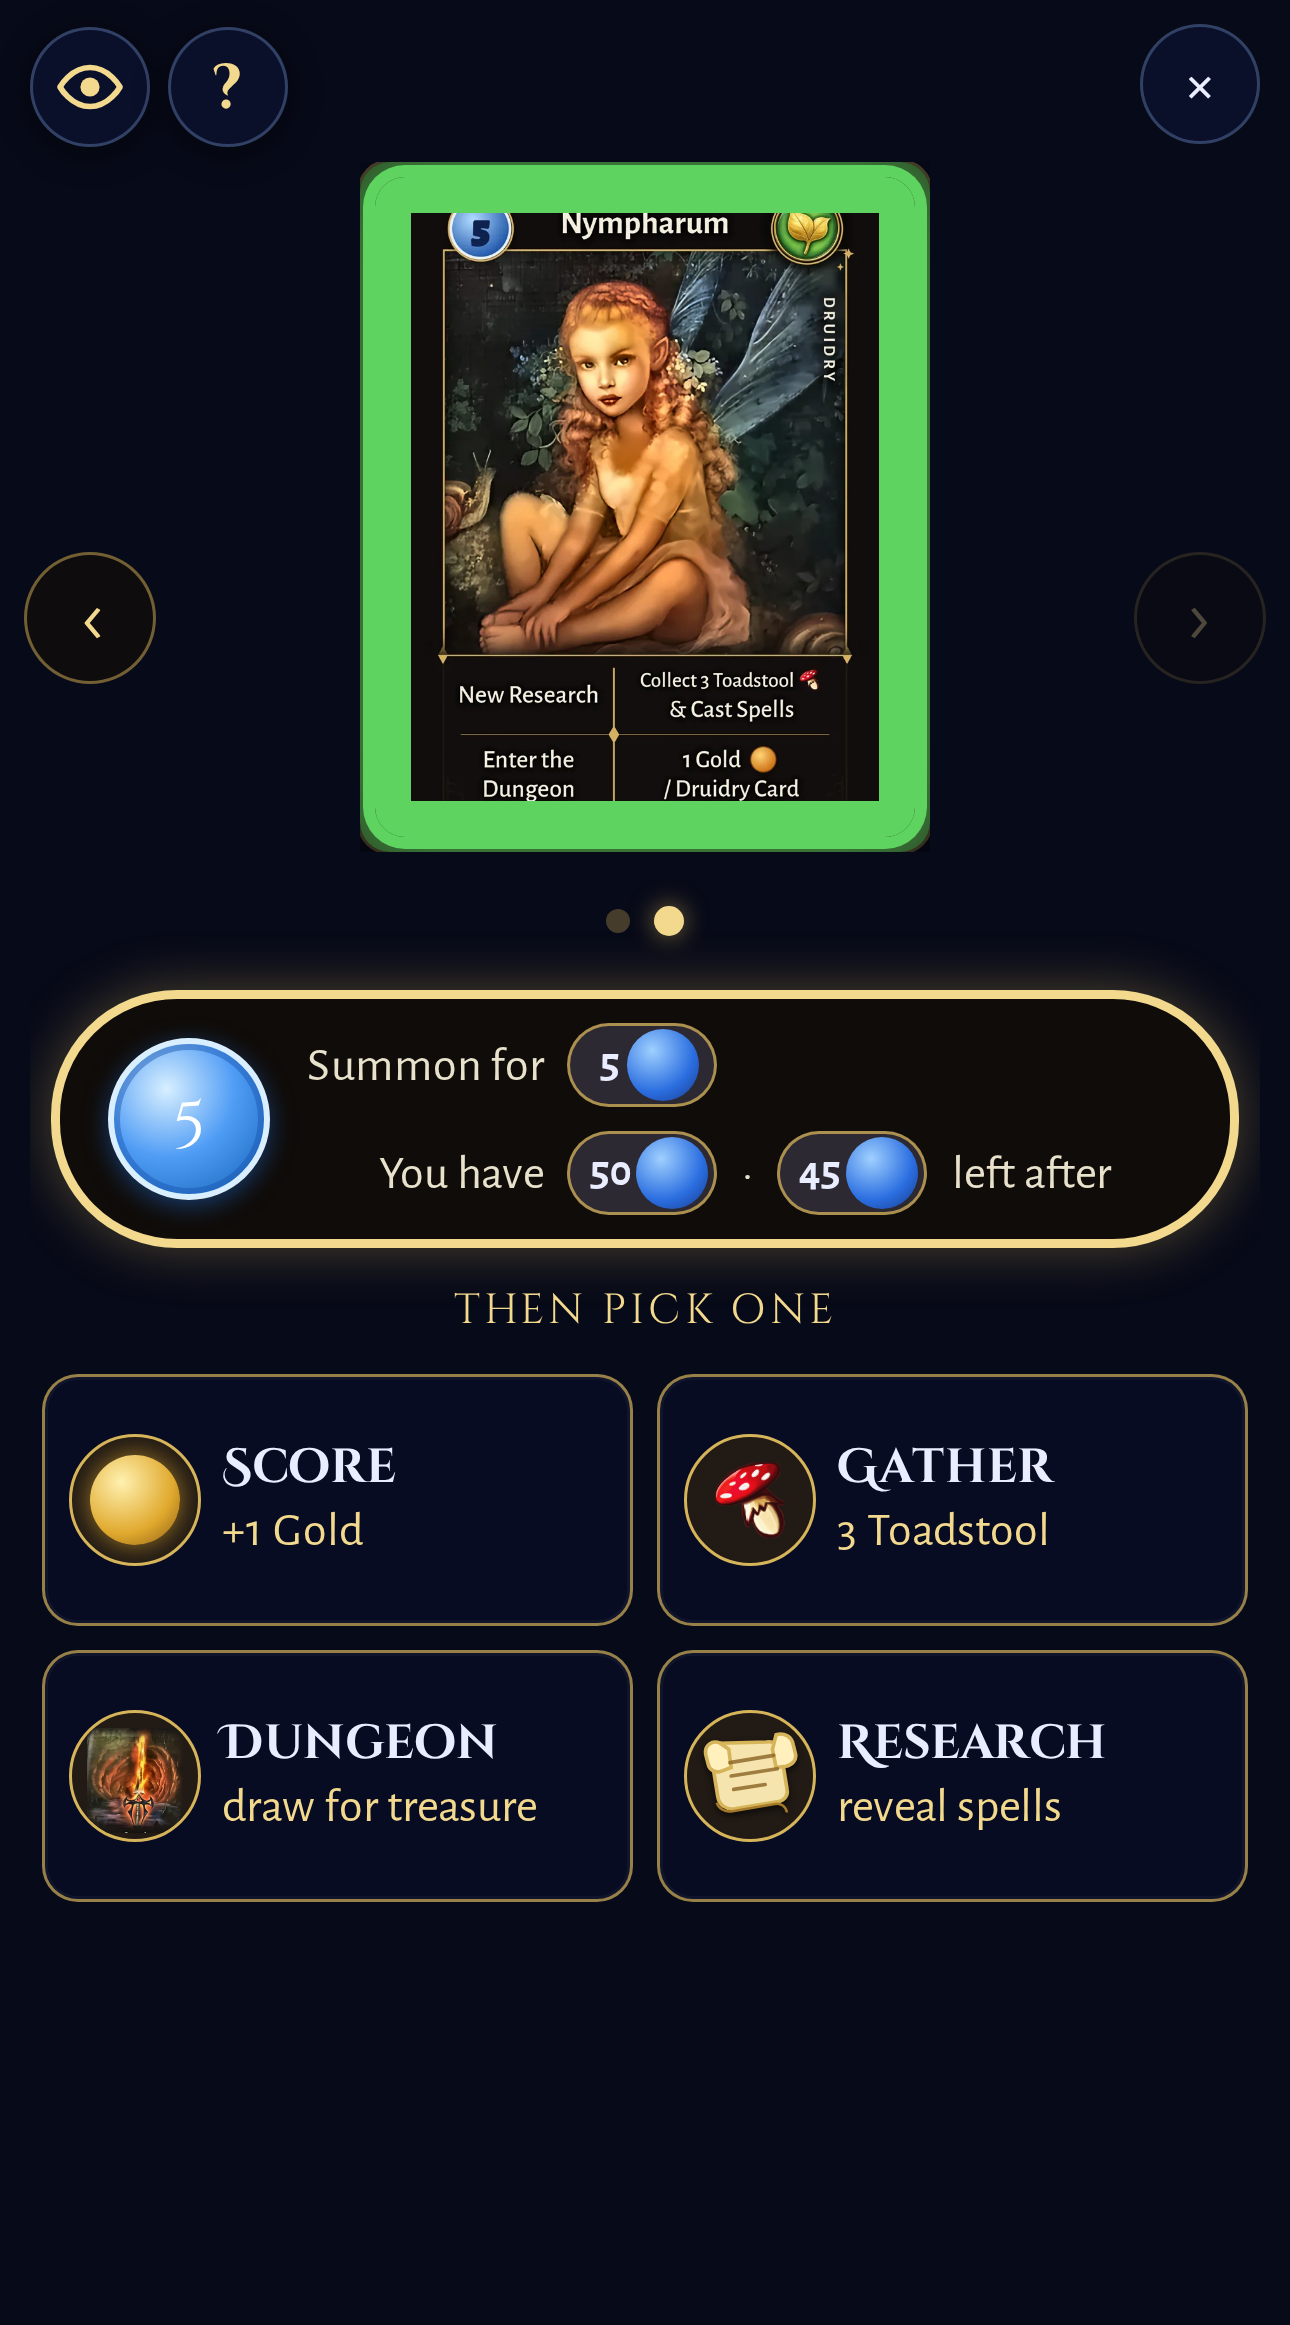 ?
×
5
Nympharum
DRUIDRY
New Research
Collect 3 Toadstool
& Cast Spells
Enter the
Dungeon
1 Gold
/ Druidry Card
5
Summon for 5
You have 50 · 45 left after
THEN PICK ONE
SCORE
+1 Gold
GATHER
3 Toadstool
DUNGEON
draw for treasure
RESEARCH
reveal spells